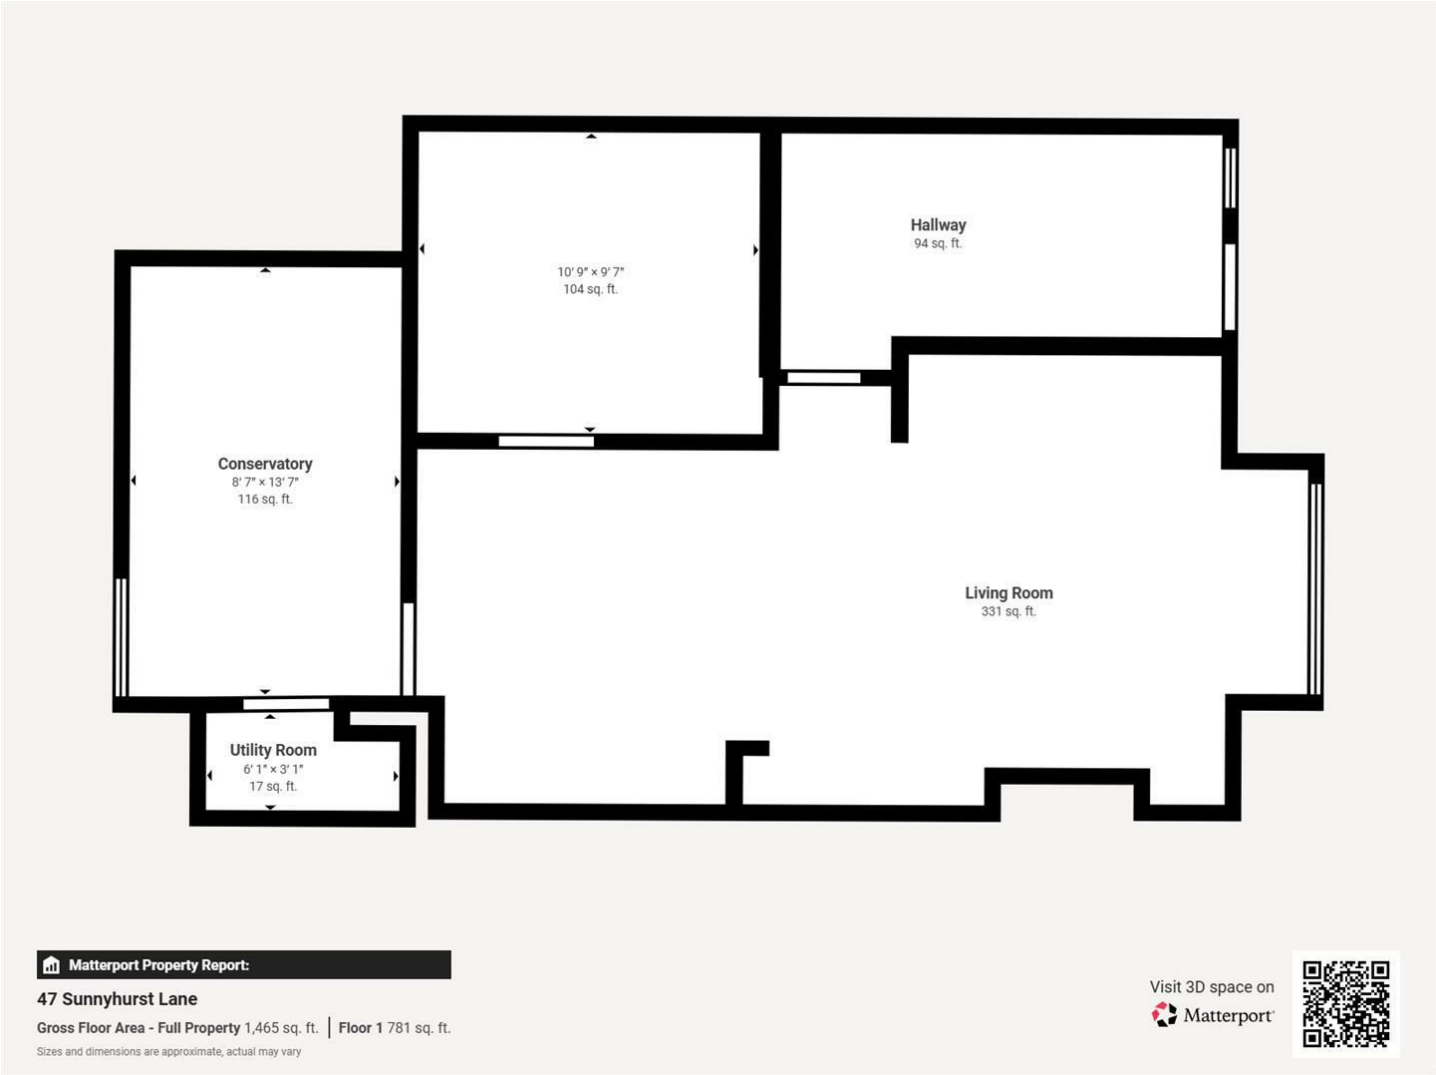 Hallway
94 sq. ft.
10' 9" × 9' 7"
104 sq. ft.
Conservatory
8' 7" × 13' 7"
116 sq. ft.
Living Room
331 sq. ft.
Utility Room
6' 1" × 3' 1"
17 sq. ft.
Matterport Property Report:
47 Sunnyhurst Lane
Gross Floor Area - Full Property 1,465 sq. ft. | Floor 1 781 sq. ft.
Sizes and dimensions are approximate, actual may vary
Visit 3D space on
Matterport